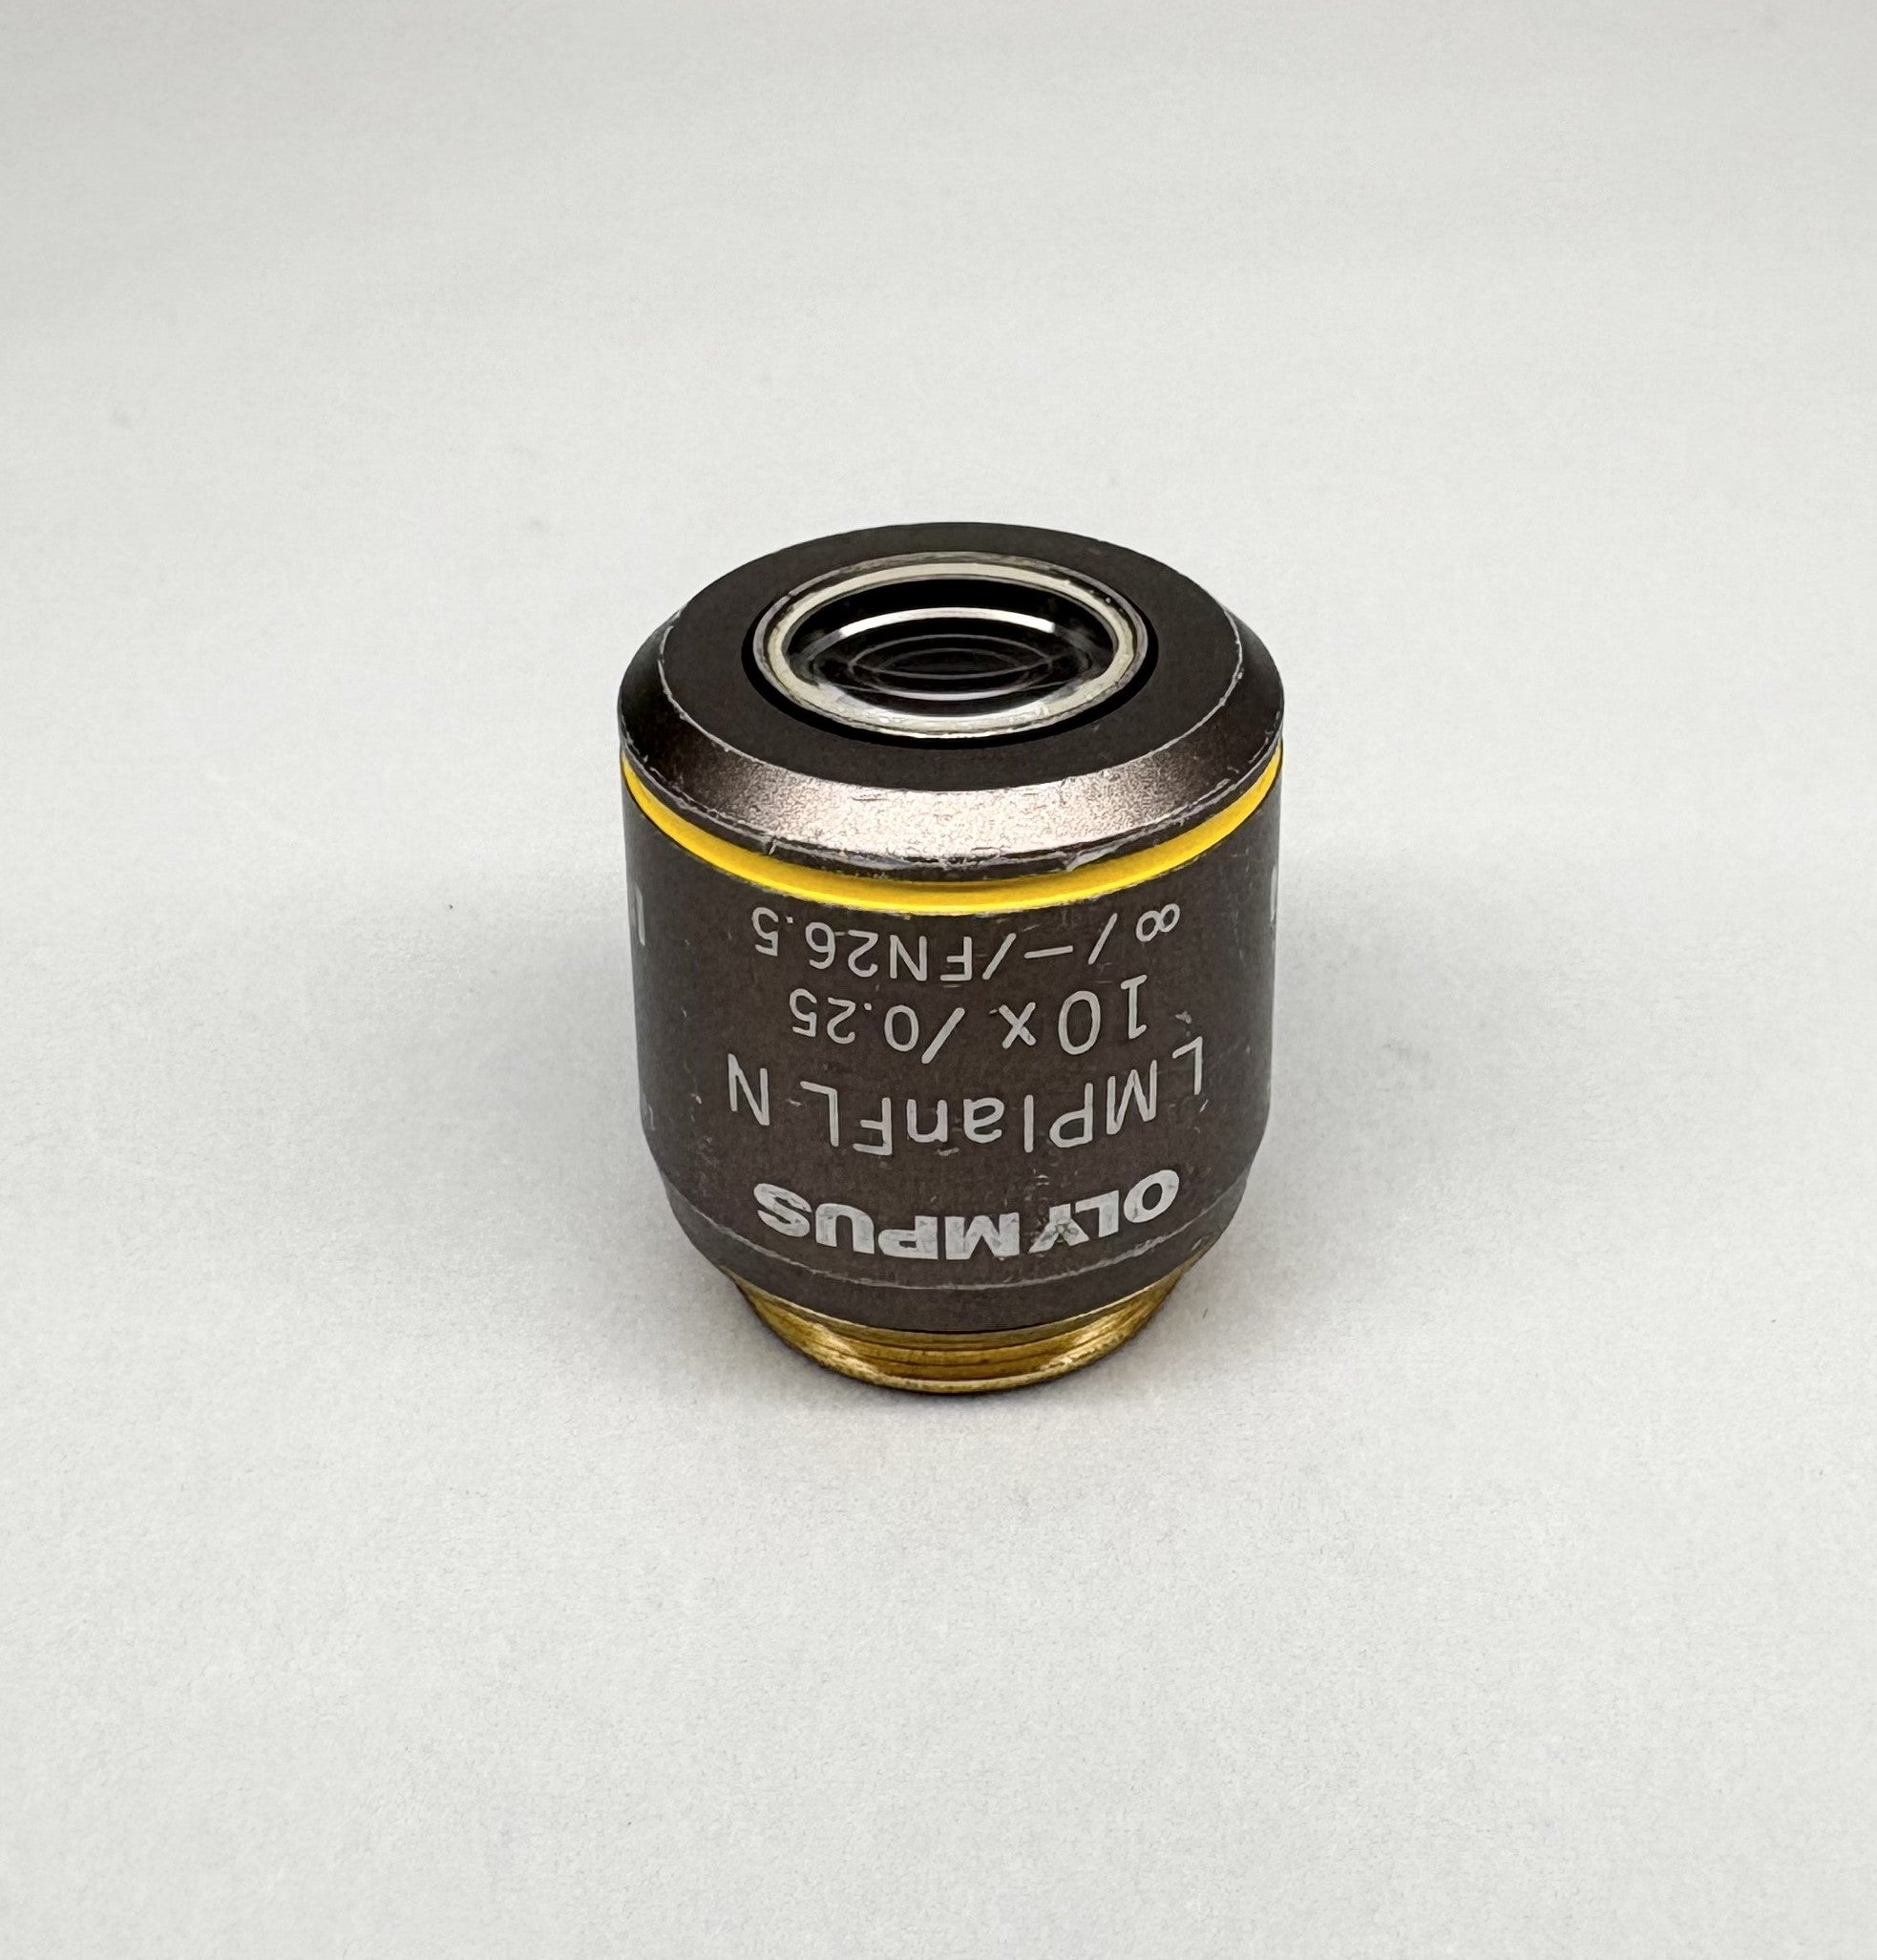 OLYMPUS
LMPlanFL N
10x/0.25
∞/–/FN26.5